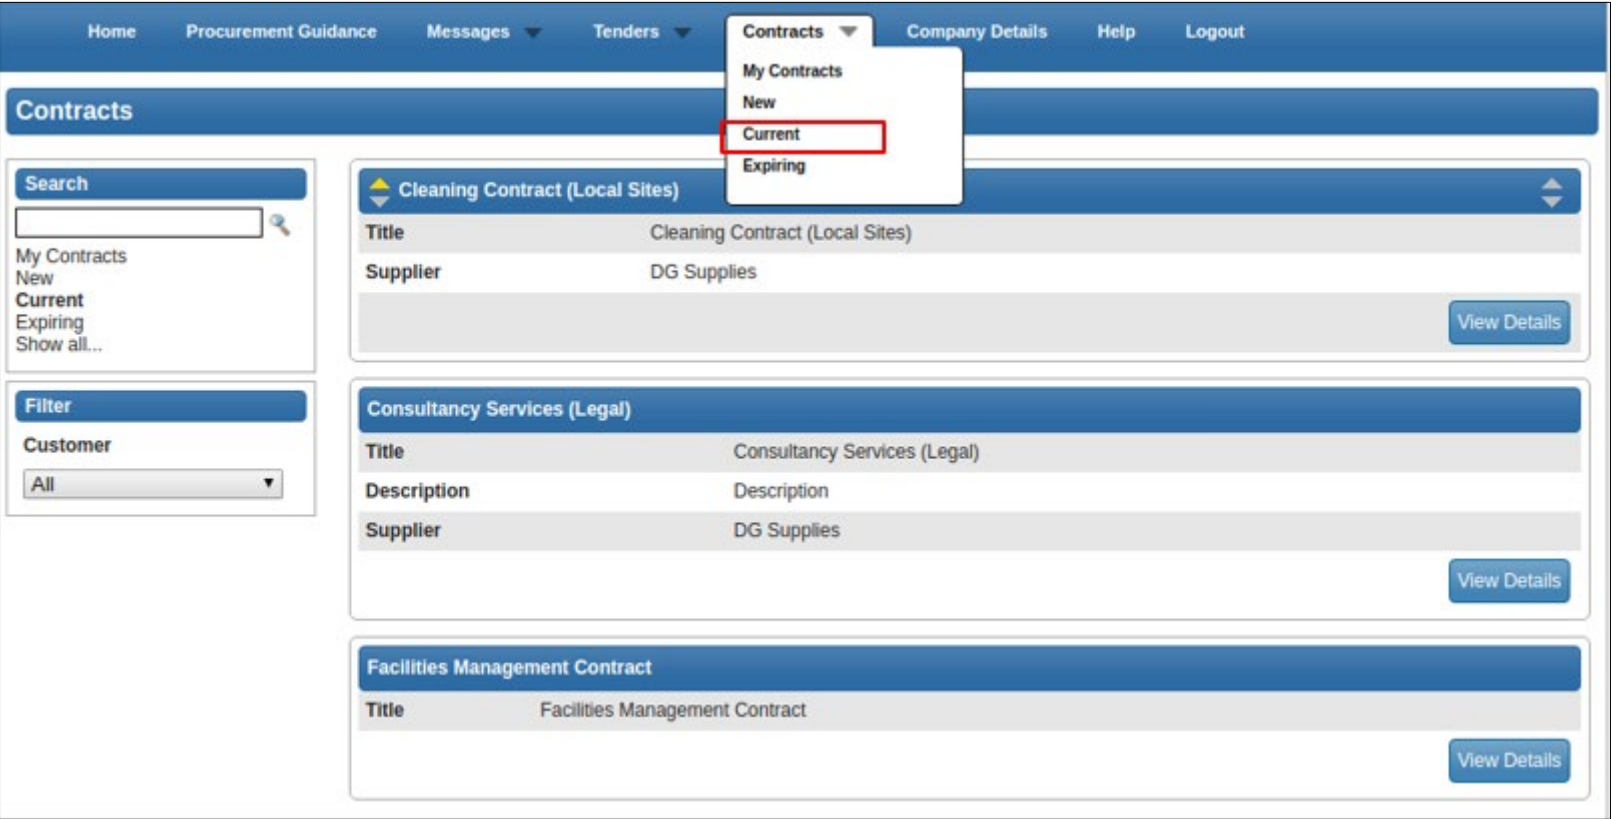 Home Procurement Guidance Messages Tenders Contracts Company Details Help Logout
My Contracts
New
Current
Expiring
Contracts
Search
My Contracts
New
Current
Expiring
Show all...
Filter
Customer
All
Cleaning Contract (Local Sites)
Title Cleaning Contract (Local Sites)
Supplier DG Supplies
View Details
Consultancy Services (Legal)
Title Consultancy Services (Legal)
Description Description
Supplier DG Supplies
View Details
Facilities Management Contract
Title Facilities Management Contract
View Details